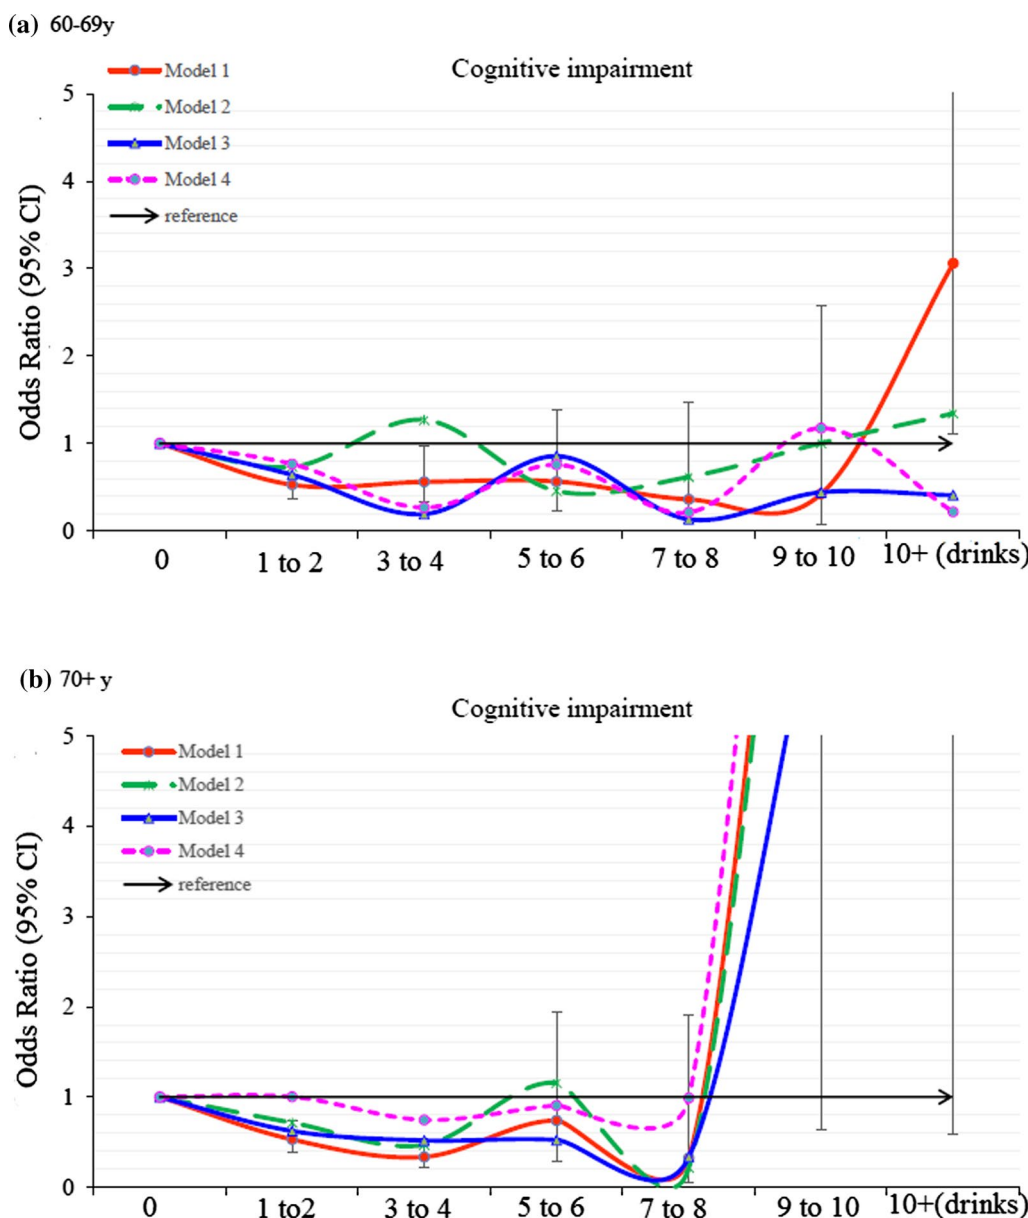 (a) 60-69y
Cognitive impairment
Model 1
Model 2
Model 3
Model 4
reference
Odds Ratio (95% CI)
5
4
3
2
1
0
0 1 to 2 3 to 4 5 to 6 7 to 8 9 to 10 10+ (drinks)
(b) 70+ y
Cognitive impairment
Model 1
Model 2
Model 3
Model 4
reference
Odds Ratio (95% CI)
5
4
3
2
1
0
0 1 to2 3 to 4 5 to 6 7 to 8 9 to 10 10+(drinks)